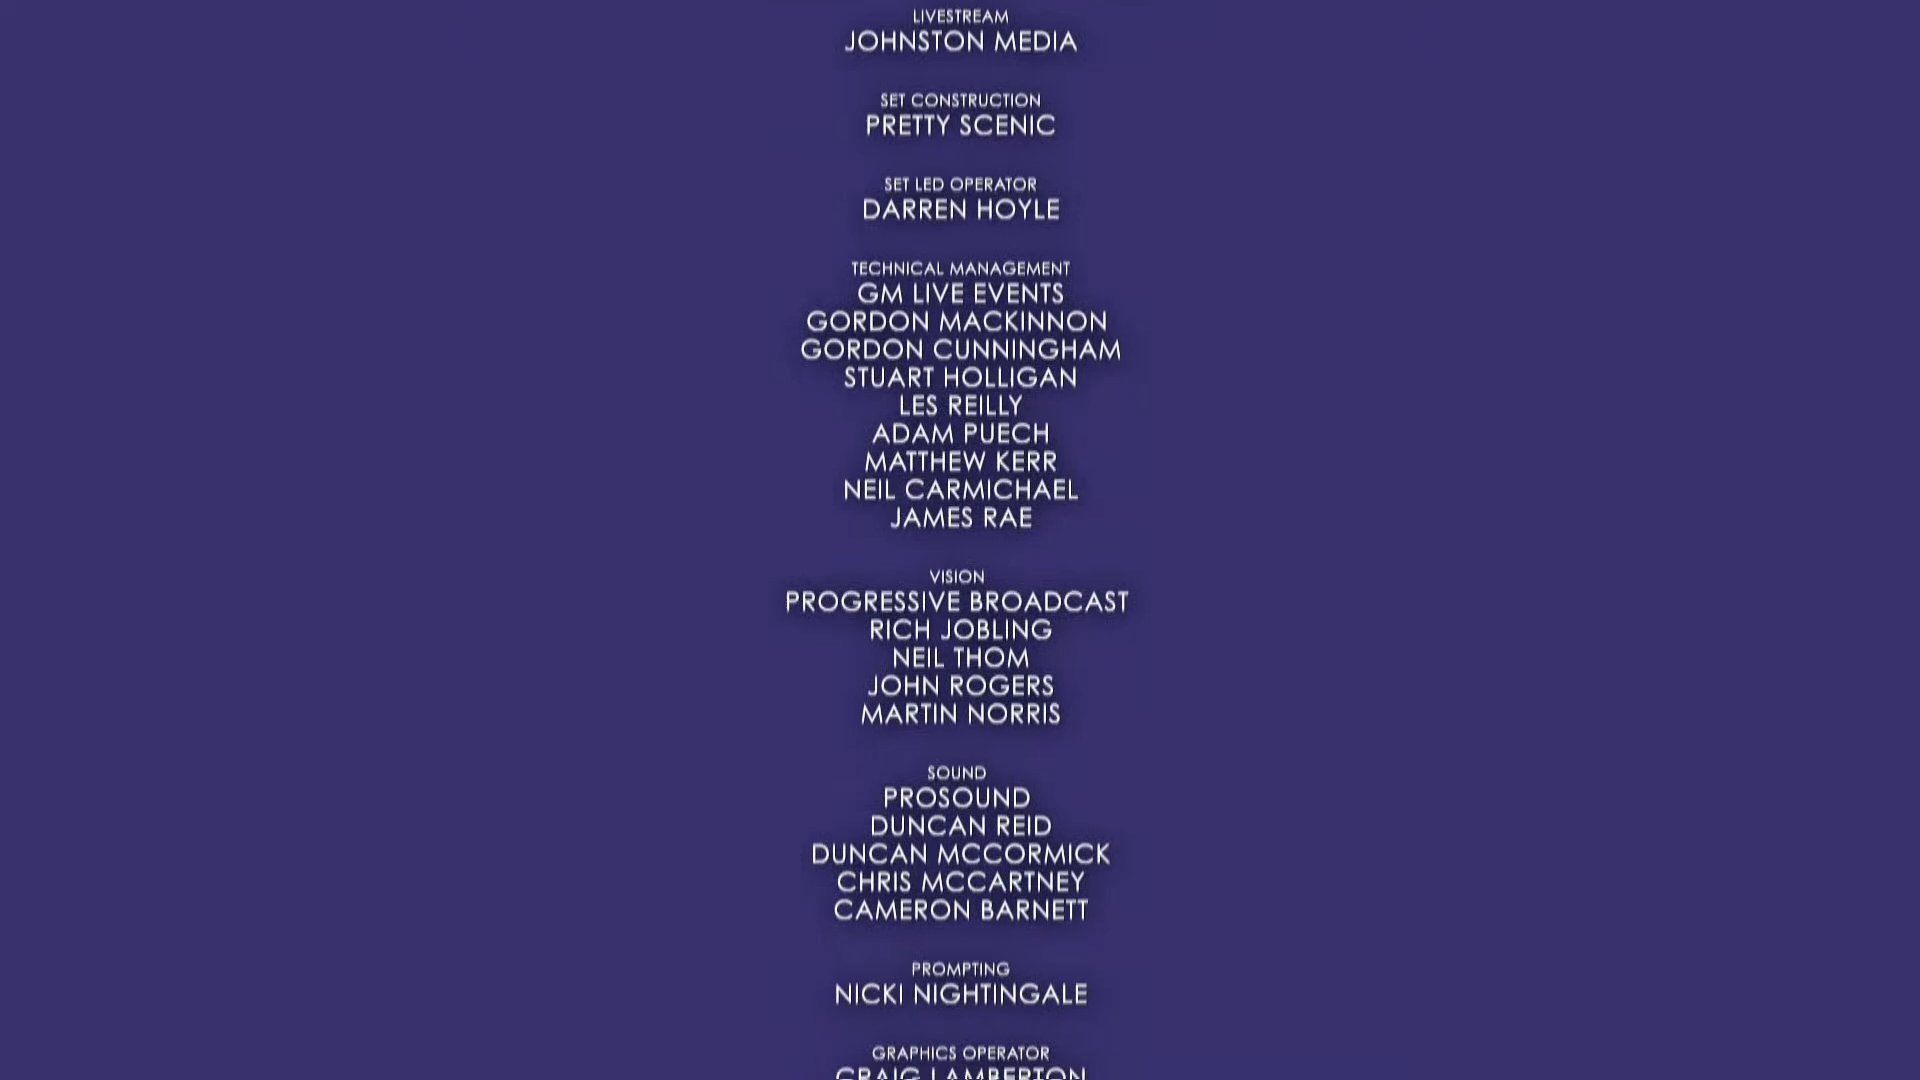 LIVESTREAM
JOHNSTON MEDIA
SET CONSTRUCTION
PRETTY SCENIC
SET LED OPERATOR
DARREN HOYLE
TECHNICAL MANAGEMENT
GM LIVE EVENTS
GORDON MACKINNON
GORDON CUNNINGHAM
STUART HOLLIGAN
LES REILLY
ADAM PUECH
MATTHEW KERR
NEIL CARMICHAEL
JAMES RAE
VISION
PROGRESSIVE BROADCAST
RICH JOBLING
NEIL THOM
JOHN ROGERS
MARTIN NORRIS
SOUND
PROSOUND
DUNCAN REID
DUNCAN MCCORMICK
CHRIS MCCARTNEY
CAMERON BARNETT
PROMPTING
NICKI NIGHTINGALE
GRAPHICS OPERATOR
CRAIG LAMBERTON